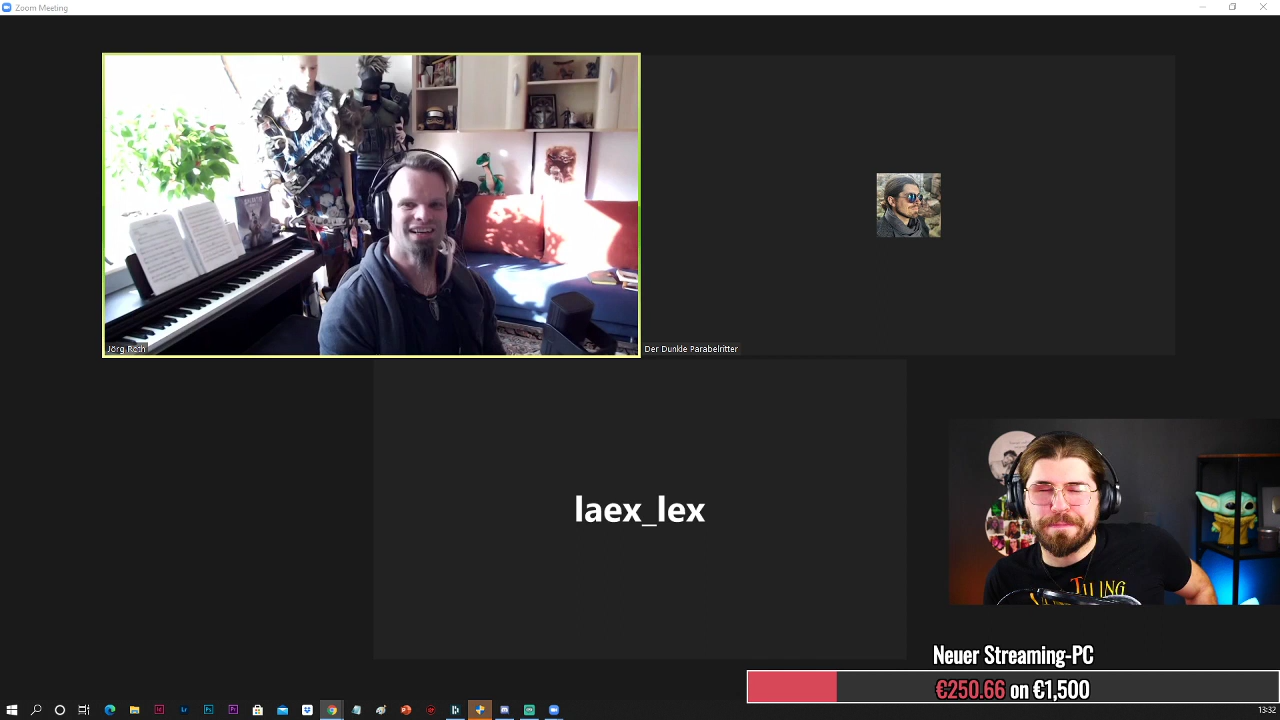 Zoom Meeting
Jörg Roth
Der Dunkle Parabelritter
laex_lex
Neuer Streaming-PC
€250.66 on €1,500
13:32